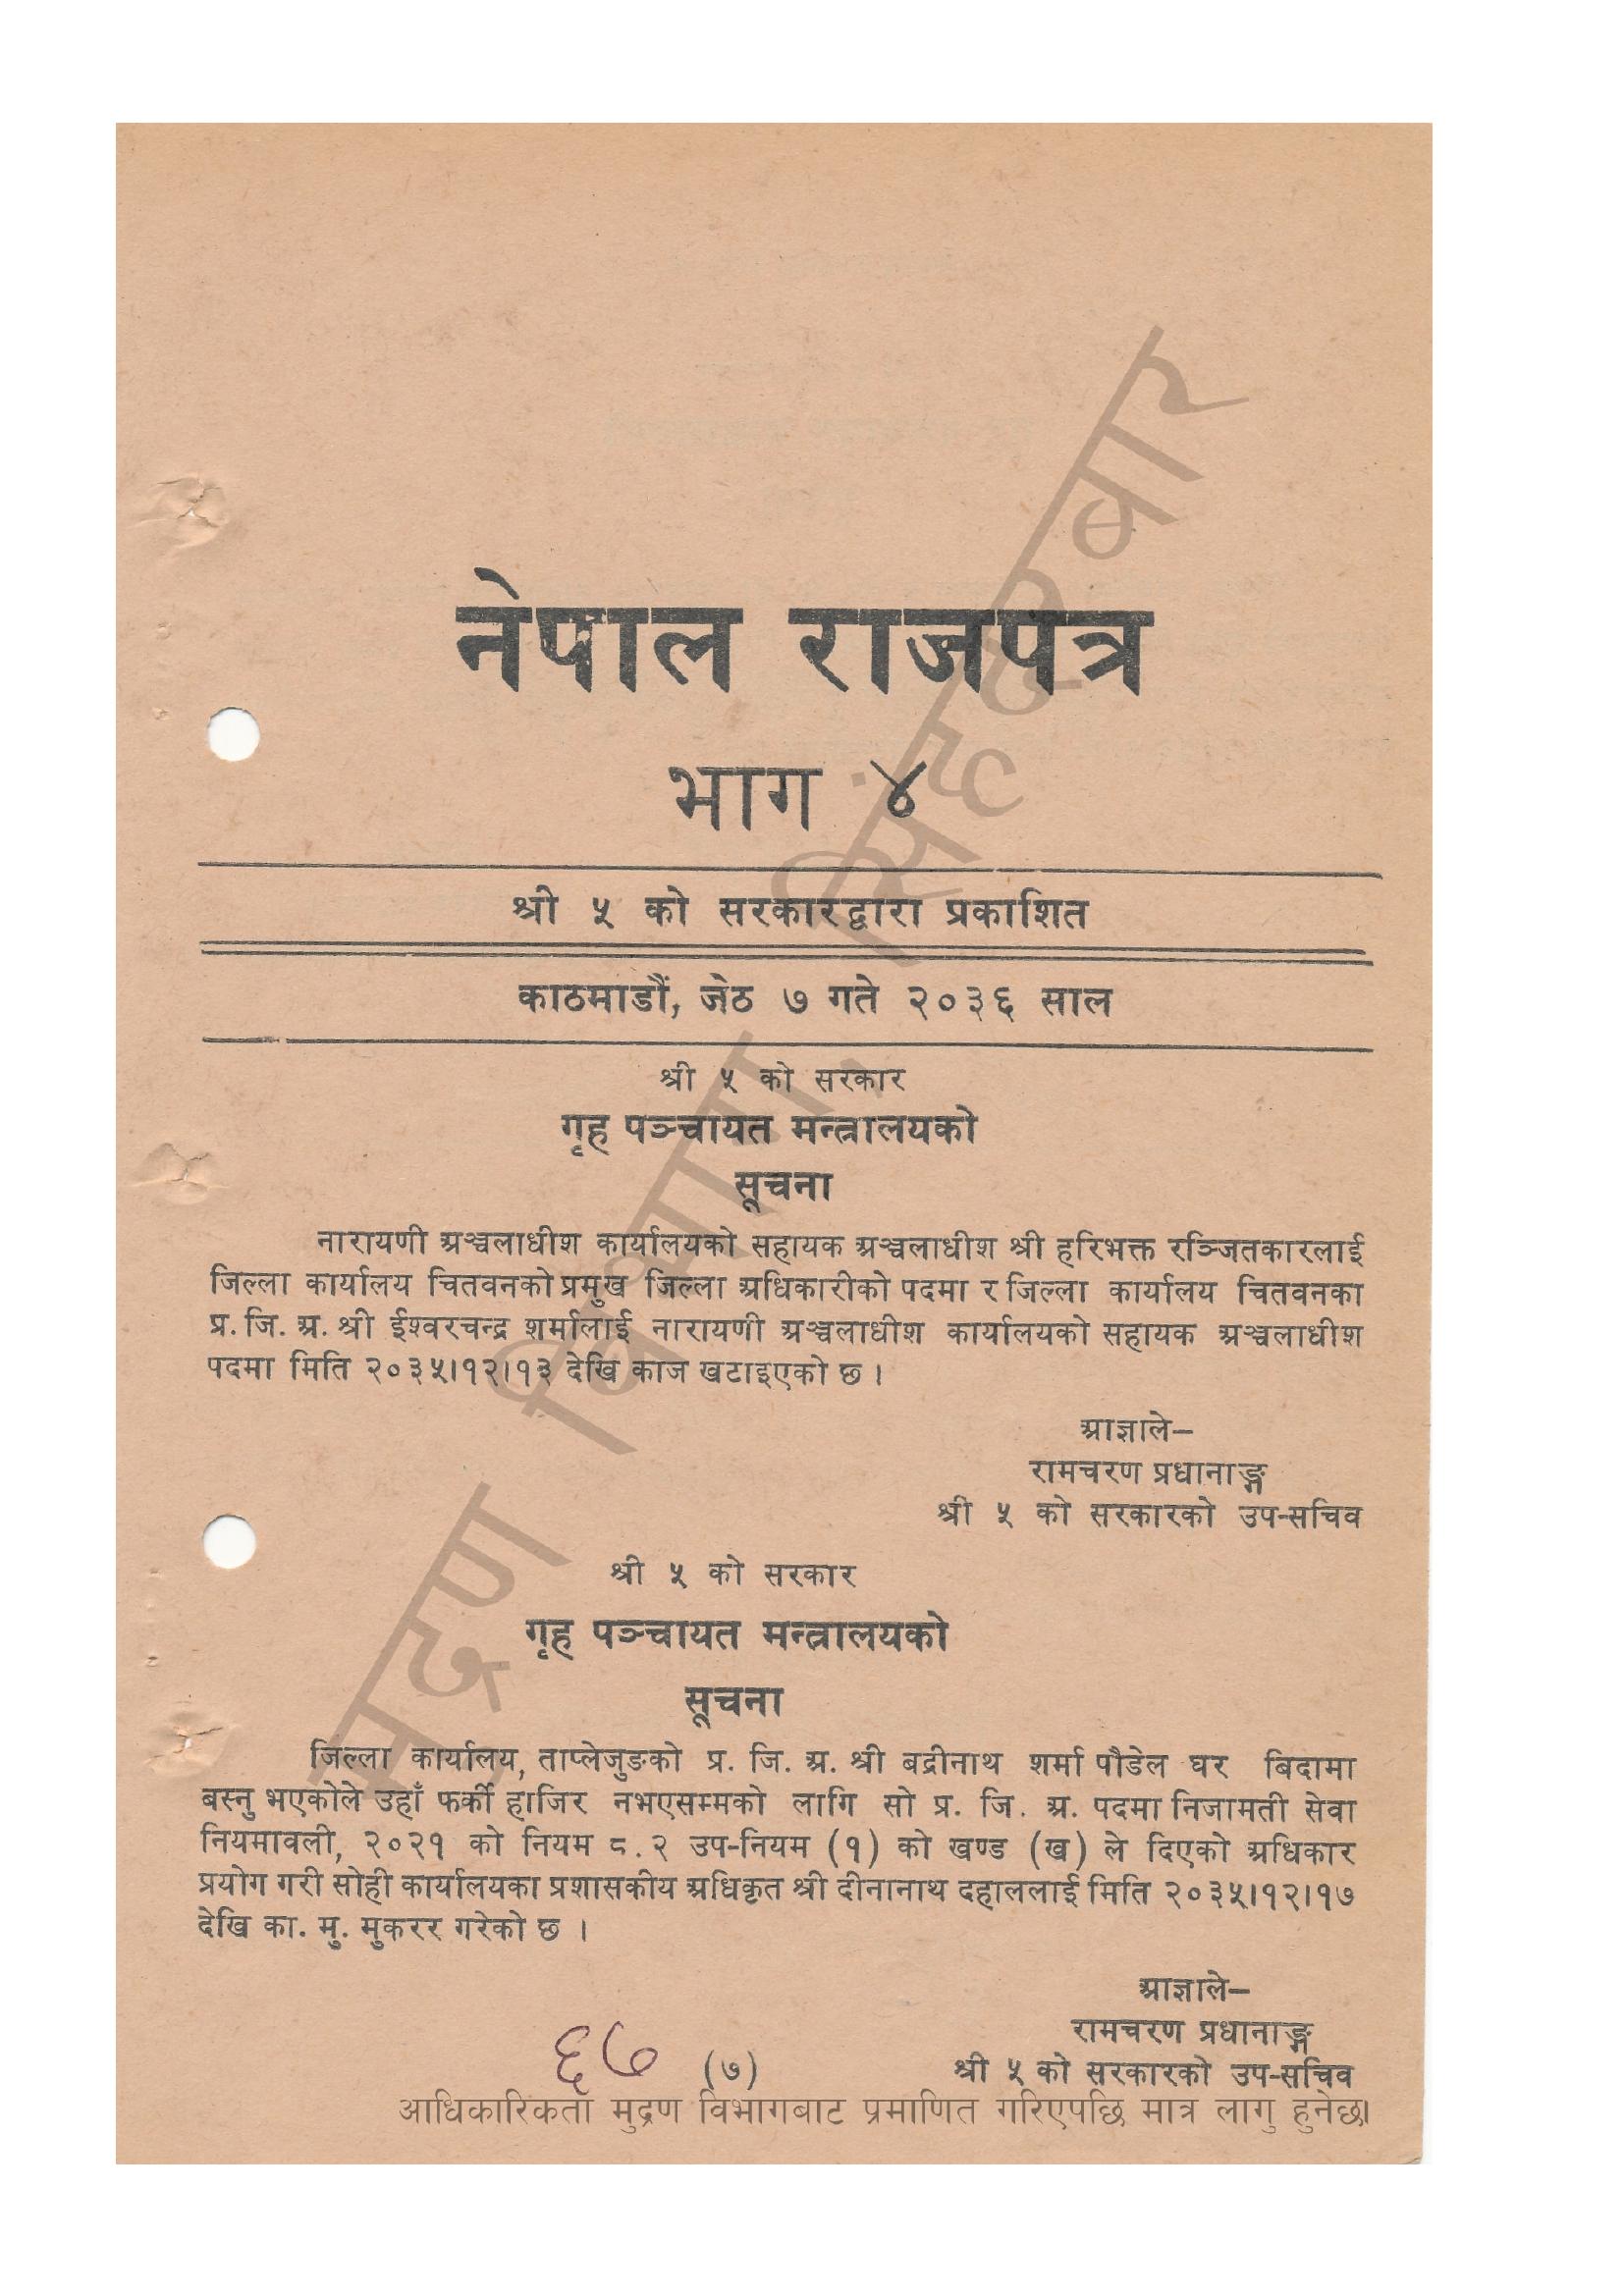 नेपाल राजपत्र
भाग ४
श्री ५ को सरकारद्वारा प्रकाशित
काठमाडौं, जेठ ७ गते २०३६ साल
श्री ५ को सरकार
गृह पञ्चायत मन्त्रालयको
सूचना
नारायणी अञ्चलाधीश कार्यालयको सहायक अञ्चलाधीश श्री हरिभक्त रञ्जितकारलाई
जिल्ला कार्यालय चितवनको प्रमुख जिल्ला अधिकारीको पदमा र जिल्ला कार्यालय चितवनका
प्र. जि. अ. श्री ईश्वरचन्द्र शर्मालाई नारायणी अञ्चलाधीश कार्यालयको सहायक अञ्चलाधीश
पदमा मिति २०३५।१२।१३ देखि काज खटाइएको छ ।
आज्ञाले–
रामचरण प्रधानाङ्ग
श्री ५ को सरकारको उप-सचिव
श्री ५ को सरकार
गृह पञ्चायत मन्त्रालयको
सूचना
जिल्ला कार्यालय, ताप्लेजुङको प्र. जि. अ. श्री बद्रीनाथ शर्मा पौडेल घर बिदामा
बस्नु भएकोले उहाँ फर्की हाजिर नभएसम्मको लागि सो प्र. जि. अ. पदमा निजामती सेवा
नियमावली, २०२१ को नियम ८.२ उप-नियम (१) को खण्ड (ख) ले दिएको अधिकार
प्रयोग गरी सोही कार्यालयका प्रशासकीय अधिकृत श्री दीनानाथ दहाललाई मिति २०३५।१२।१७
देखि का. मु. मुकरर गरेको छ ।
आज्ञाले–
रामचरण प्रधानाङ्ग
श्री ५ को सरकारको उप-सचिव
६७ (७)
आधिकारिकता मुद्रण विभागबाट प्रमाणित गरिएपछि मात्र लागु हुनेछ।
मुद्रण विभाग, सिंहदरबार